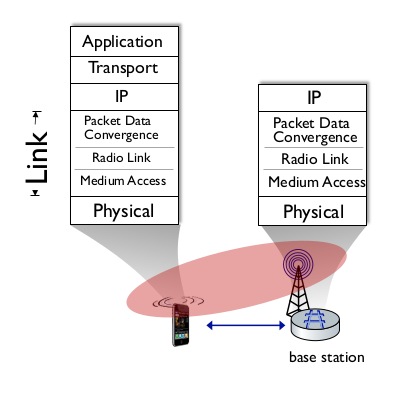 Application
Transport
IP
Packet Data
Convergence
Radio Link
Medium Access
Physical
Link
IP
Packet Data
Convergence
Radio Link
Medium Access
Physical
base station